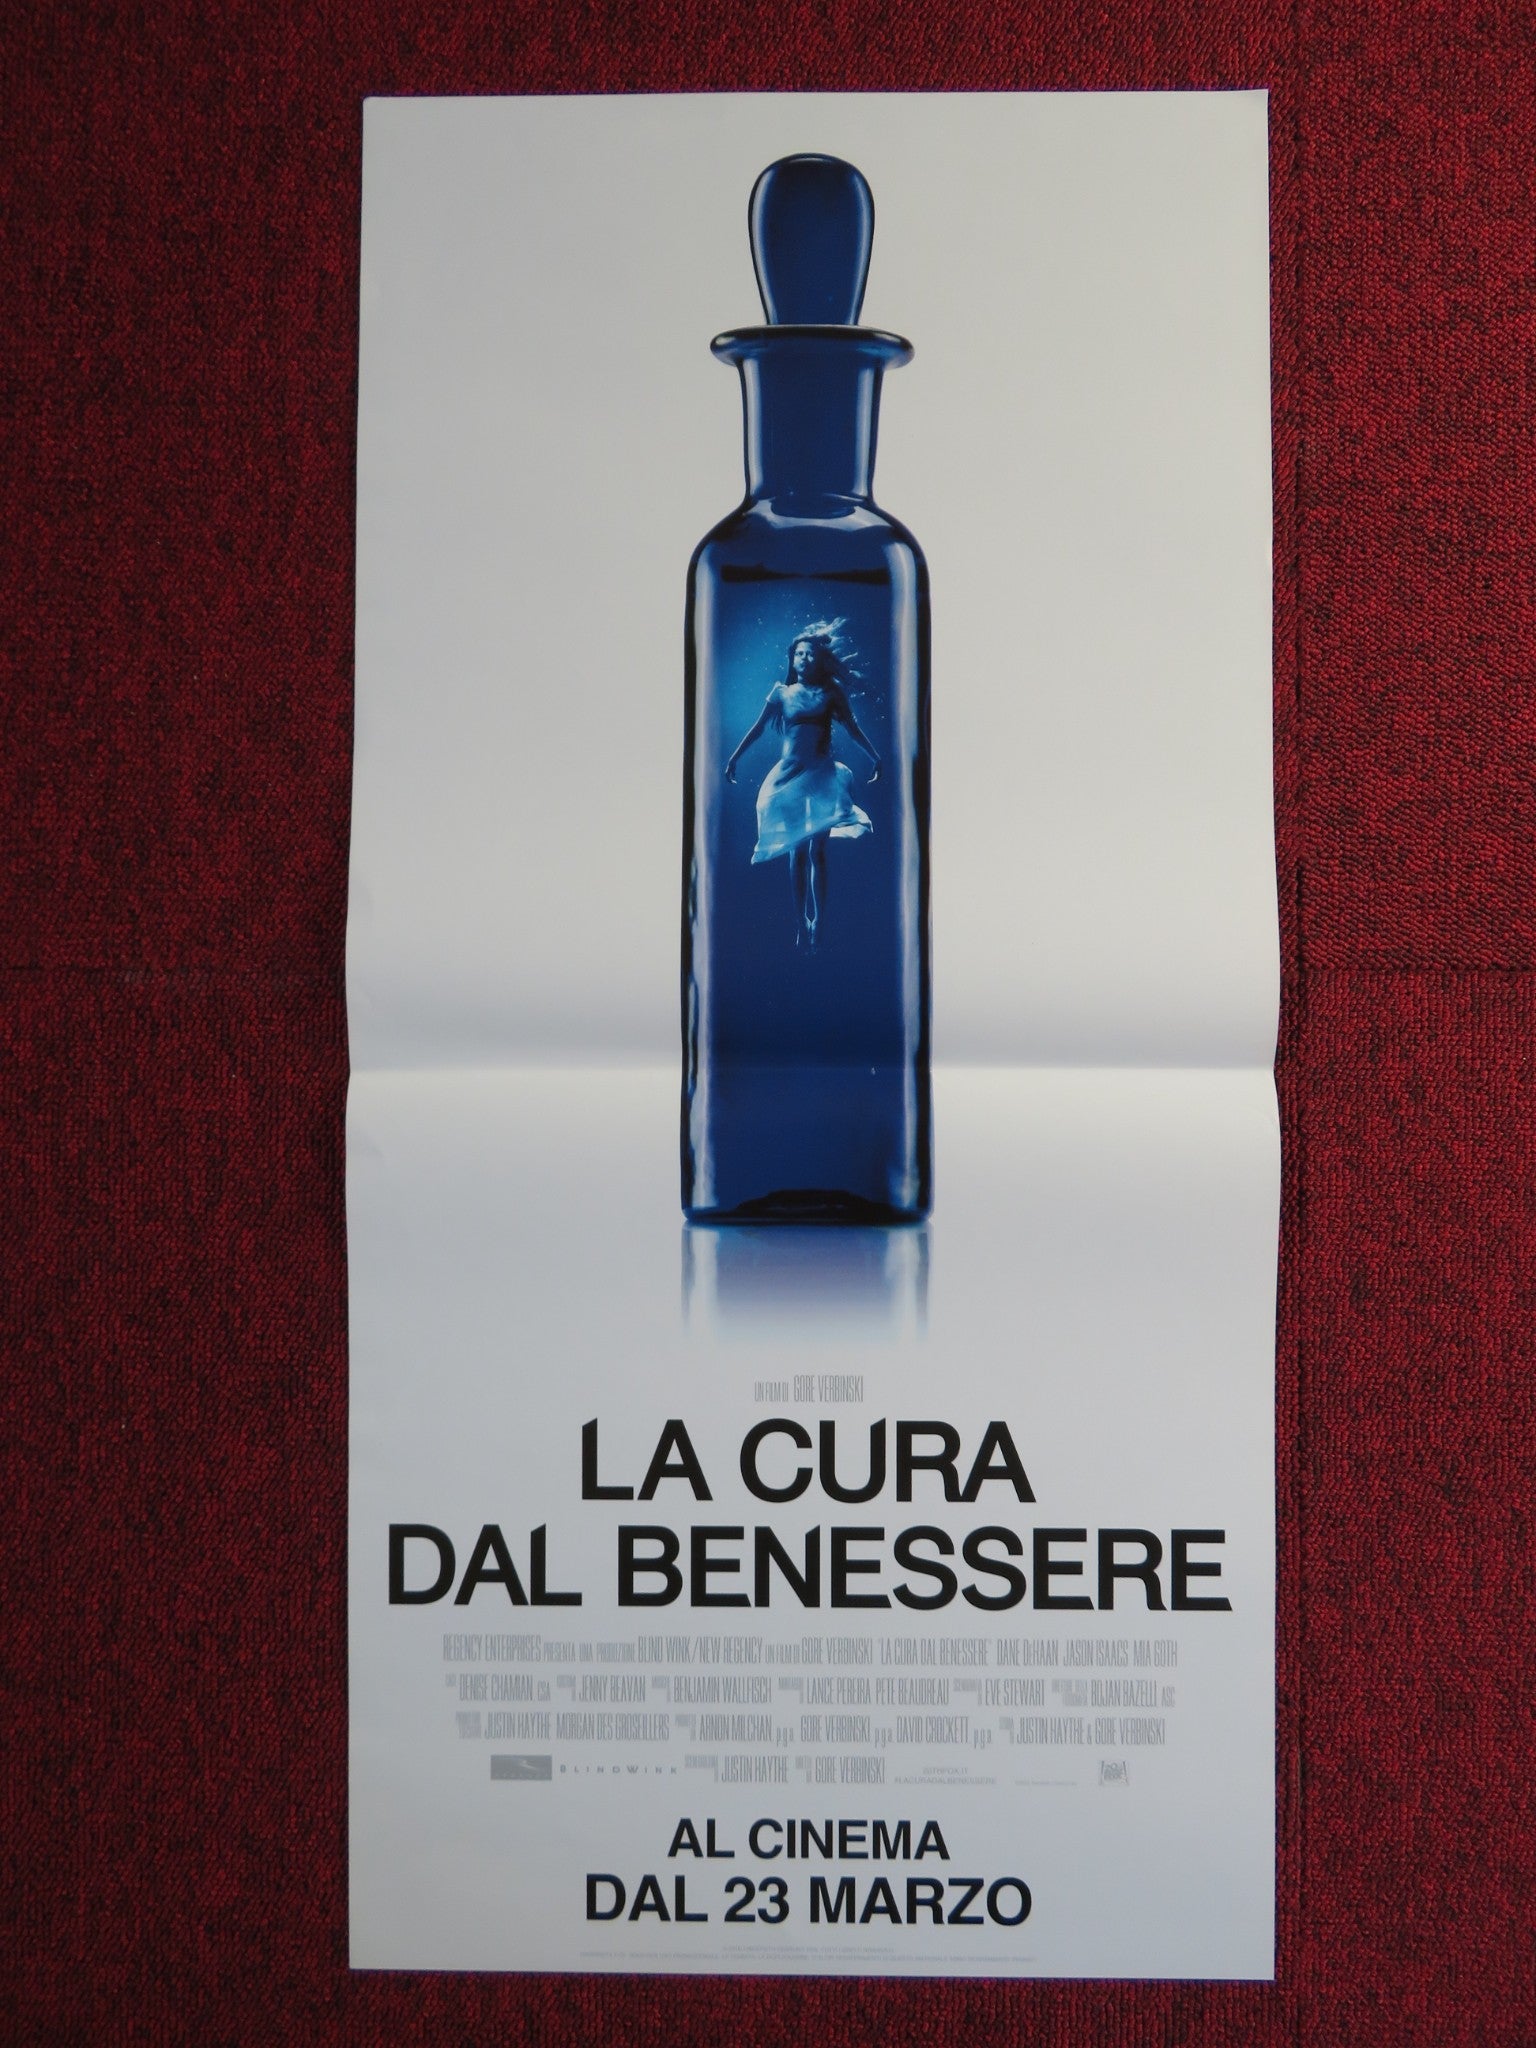 UN FILM DI GORE VERBINSKI
LA CURA
DAL BENESSERE
REGENCY ENTERPRISES PRESENTA UNA PRODUZIONE BLIND WINK/NEW REGENCY UN FILM DI GORE VERBINSKI "LA CURA DAL BENESSERE" DANE DeHAAN JASON ISAACS MIA GOTH
DENISE CHAMIAN CSA JENNY BEAVAN BENJAMIN WALLFISCH LANCE PEREIRA PETE BEAUDREAU EVE STEWART BOJAN BAZELLI ASC
JUSTIN HAYTHE MORGAN DES GROSEILLERS ARNON MILCHAN, p.g.a. GORE VERBINSKI, p.g.a. DAVID CROCKETT, p.g.a. JUSTIN HAYTHE & GORE VERBINSKI
BLINDWINK JUSTIN HAYTHE GORE VERBINSKI
#LACURADALBENESSERE
AL CINEMA
DAL 23 MARZO